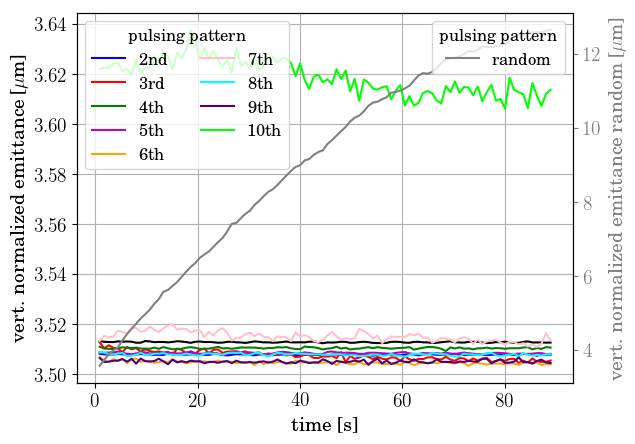 pulsing pattern
2nd
3rd
4th
5th
6th
7th
8th
9th
10th
pulsing pattern
random
vert. normalized emittance [μm]
3.64
3.62
3.60
3.58
3.56
3.54
3.52
3.50
vert. normalized emittance random [μm]
12
10
8
6
4
0
20
40
60
80
time [s]